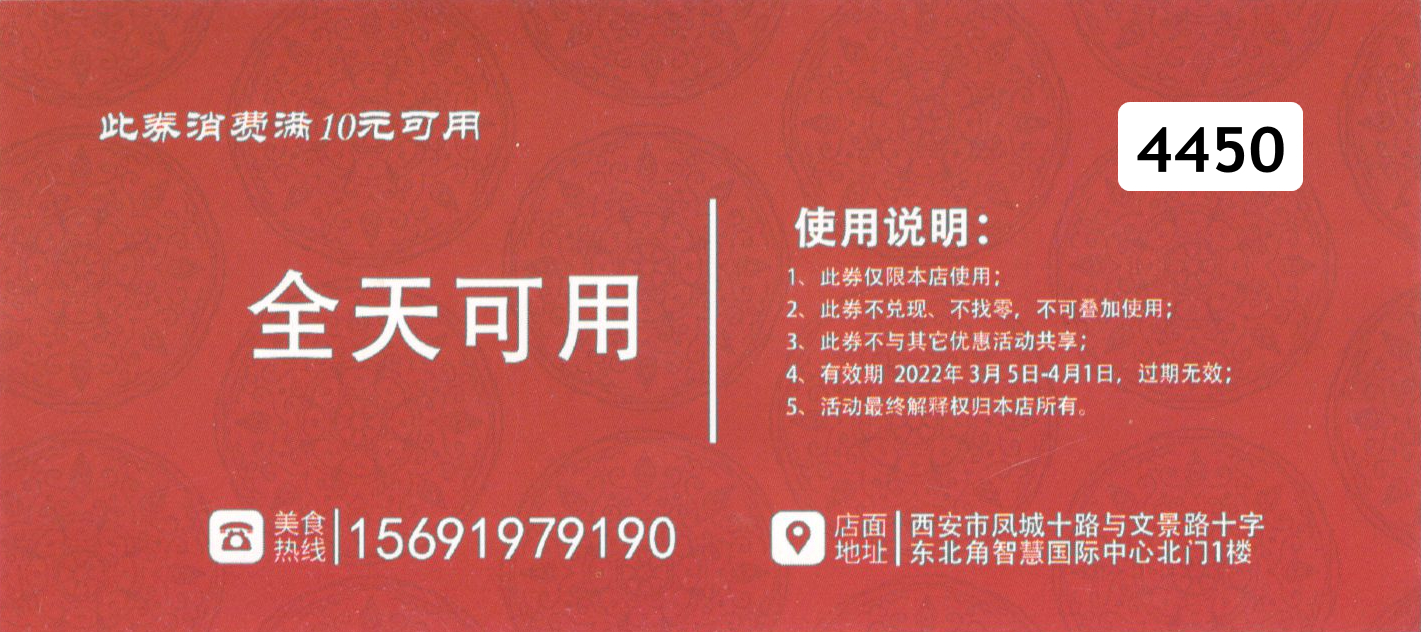 此券消费满10元可用
4450
全天可用
使用说明：
1、此券仅限本店使用；
2、此券不兑现、不找零，不可叠加使用；
3、此券不与其它优惠活动共享；
4、有效期 2022年3月5日-4月1日，过期无效；
5、活动最终解释权归本店所有。
美食
热线
15691979190
店面
地址
西安市凤城十路与文景路十字
东北角智慧国际中心北门1楼